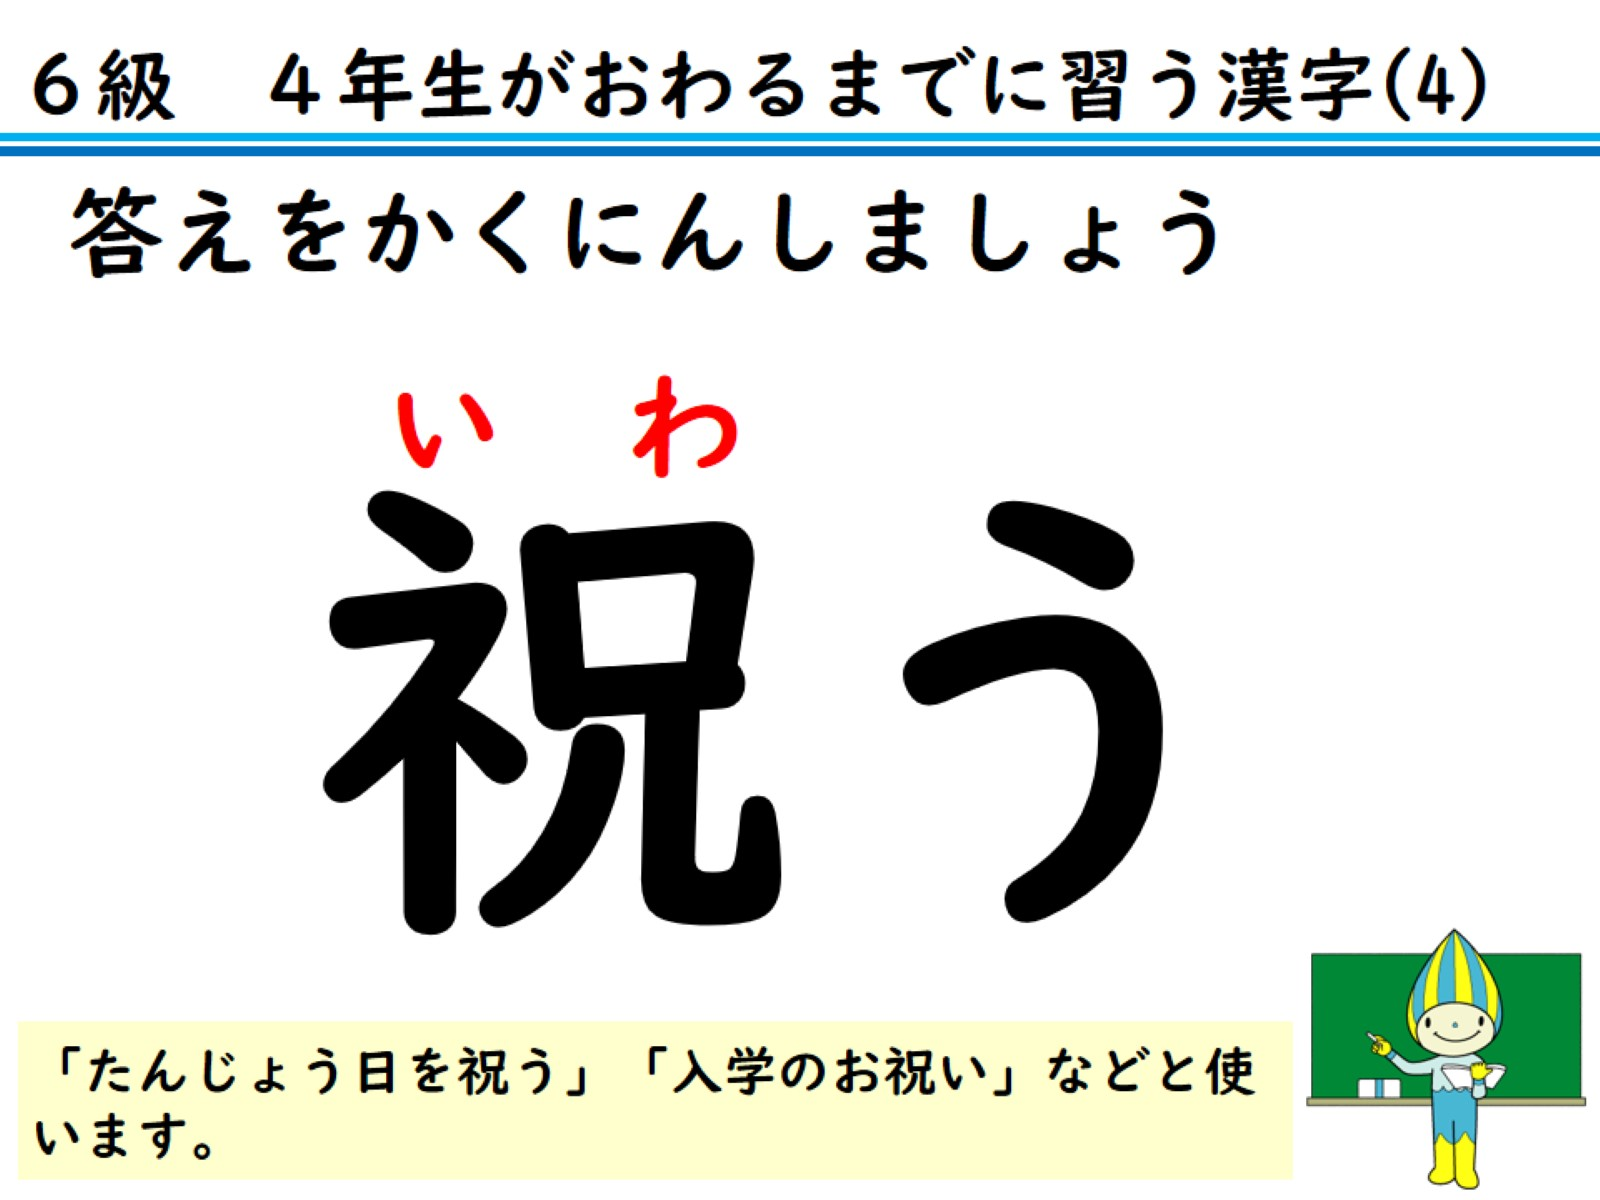 ６級　４年生がおわるまでに習う漢字(4)
答えをかくにんしましょう
い わ
祝う
「たんじょう日を祝う」「入学のお祝い」などと使
います。